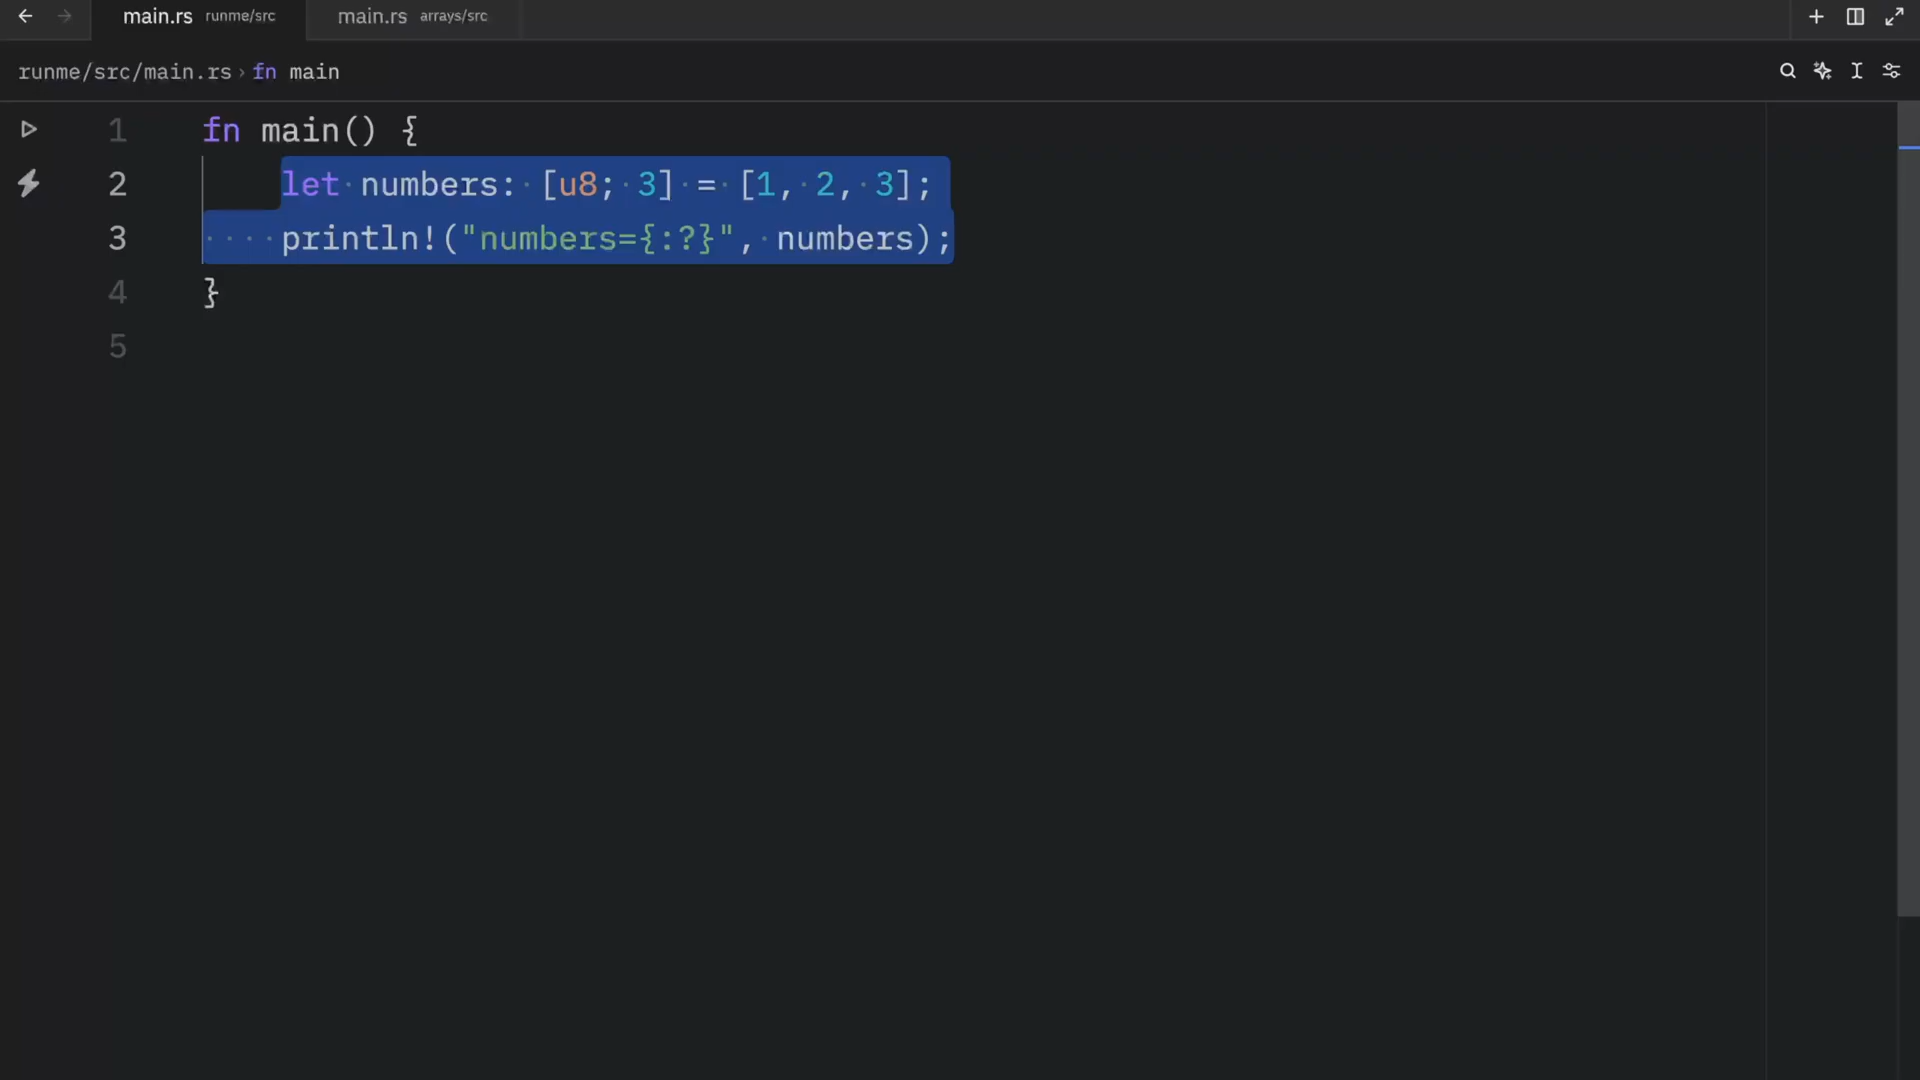 main.rs runme/src main.rs arrays/src
runme/src/main.rs › fn main
1 fn main() {
2 let numbers: [u8; 3] = [1, 2, 3];
3 println!("numbers={:?}", numbers);
4 }
5